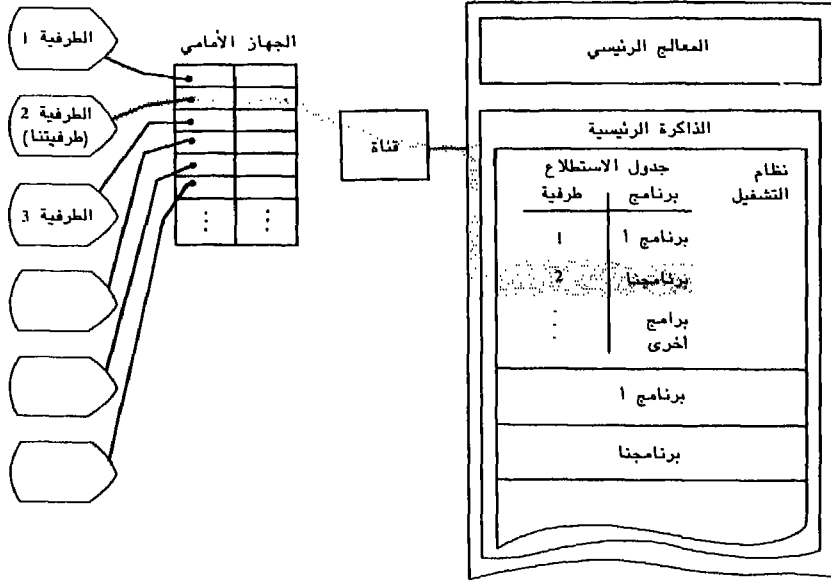 الطرفية 1
الطرفية 2
(طرفيتنا)
الطرفية 3
الجهاز الأمامي
قناة
المعالج الرئيسي
الذاكرة الرئيسية
نظام
التشغيل
جدول الاستطلاع
برنامج طرفية
برنامج 1 1
برنامجنا 2
برامج
أخرى
برنامج 1
برنامجنا